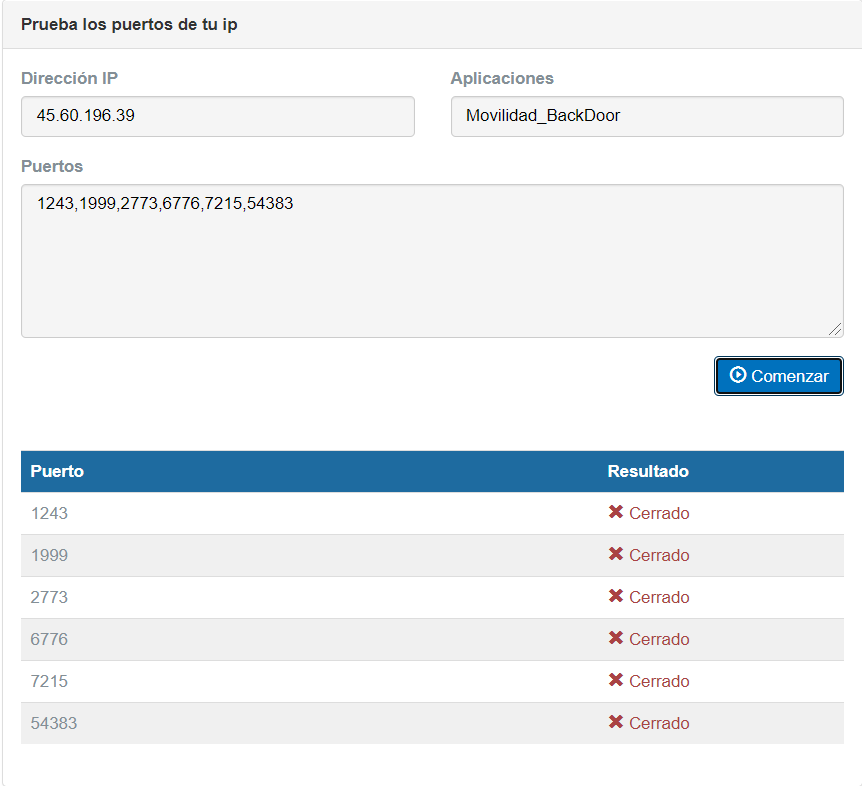 Prueba los puertos de tu ip
Dirección IP
Aplicaciones
45.60.196.39
Movilidad_BackDoor
Puertos
1243,1999,2773,6776,7215,54383
Comenzar
Puerto Resultado
1243 Cerrado
1999 Cerrado
2773 Cerrado
6776 Cerrado
7215 Cerrado
54383 Cerrado